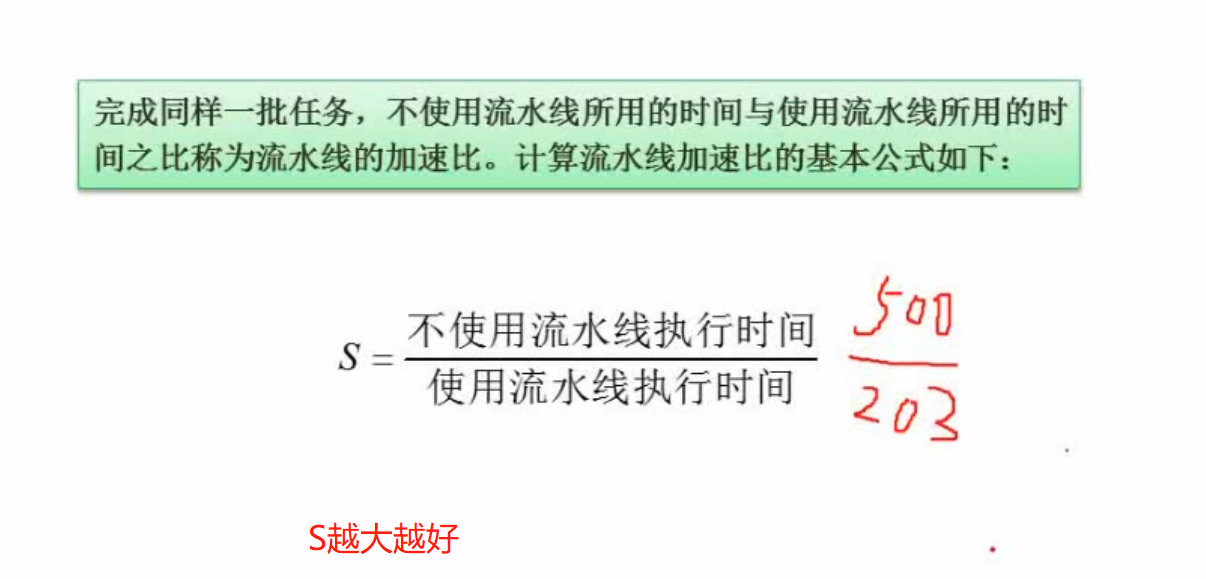 完成同样一批任务，不使用流水线所用的时间与使用流水线所用的时
间之比称为流水线的加速比。计算流水线加速比的基本公式如下：
S = 不使用流水线执行时间
使用流水线执行时间
500
203
S越大越好